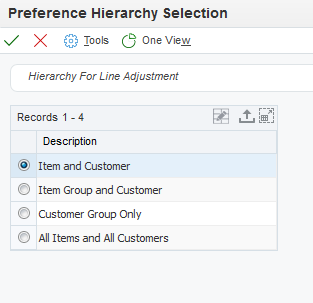 Preference Hierarchy Selection
Tools One View
Hierarchy For Line Adjustment
Records 1 - 4
Description
Item and Customer
Item Group and Customer
Customer Group Only
All Items and All Customers